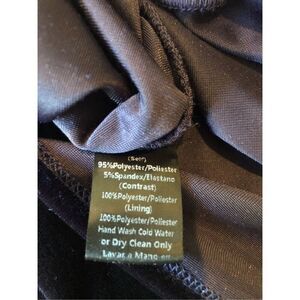 (Self)
95%Polyester/Poliester
5%Spandex/Elastano
(Contrast)
100%Polyester/Poliester
(Lining)
100%Polyester/Poliester
Hand Wash Cold Water
or Dry Clean Only
Lavar a Mano en